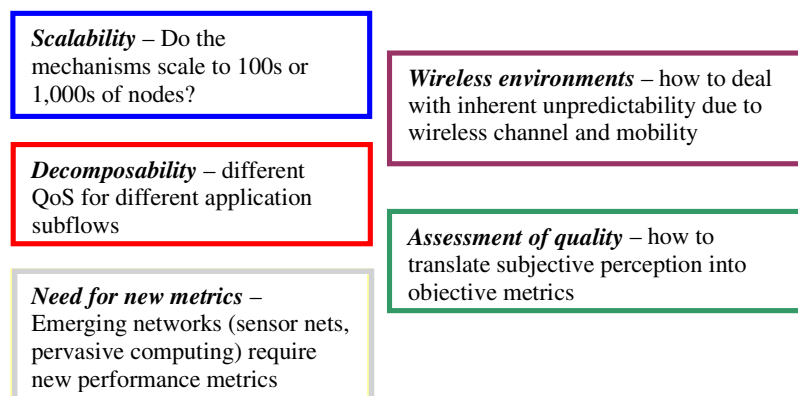 Scalability – Do the
mechanisms scale to 100s or
1,000s of nodes?
Decomposability – different
QoS for different application
subflows
Need for new metrics –
Emerging networks (sensor nets,
pervasive computing) require
new performance metrics
Wireless environments – how to deal
with inherent unpredictability due to
wireless channel and mobility
Assessment of quality – how to
translate subjective perception into
objective metrics